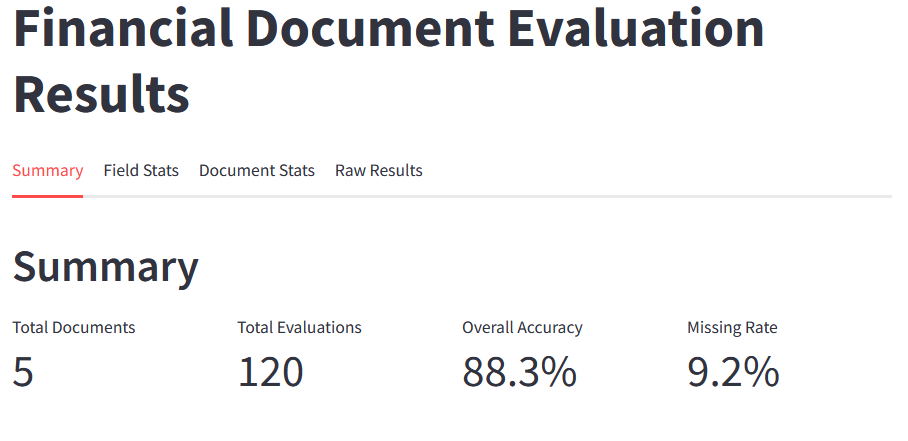 Financial Document Evaluation
Results
Summary Field Stats Document Stats Raw Results
Summary
Total Documents Total Evaluations Overall Accuracy Missing Rate
5 120 88.3% 9.2%